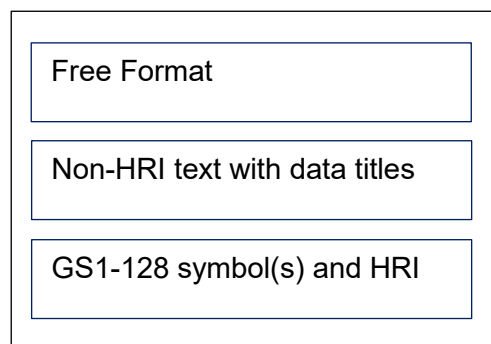 Free Format
Non-HRI text with data titles
GS1-128 symbol(s) and HRI